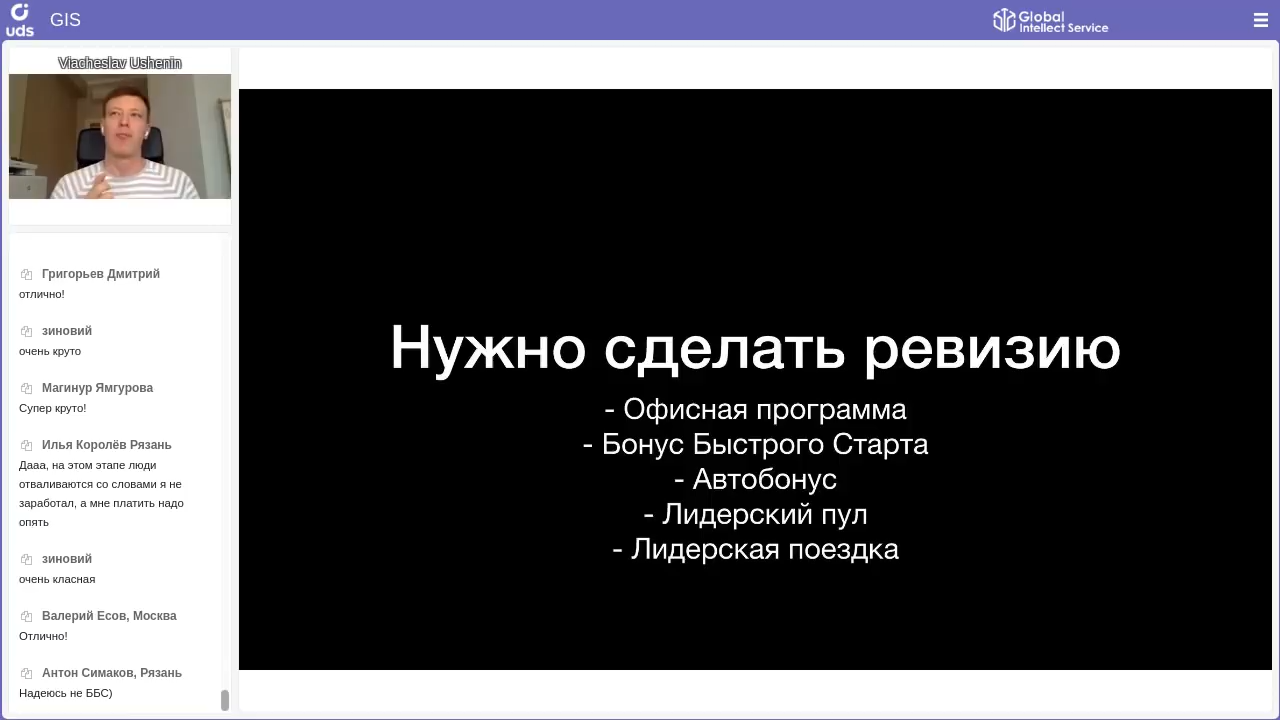 uds
GIS
Global
Intellect Service
Viacheslav Ushenin
Григорьев Дмитрий
отлично!
зиновий
очень круто
Магинур Ямгурова
Супер круто!
Илья Королёв Рязань
Дааа, на этом этапе люди
отваливаются со словами я не
заработал, а мне платить надо
опять
зиновий
очень класная
Валерий Есов, Москва
Отлично!
Антон Симаков, Рязань
Надеюсь не ББС)
Нужно сделать ревизию
- Офисная программа
- Бонус Быстрого Старта
- Автобонус
- Лидерский пул
- Лидерская поездка